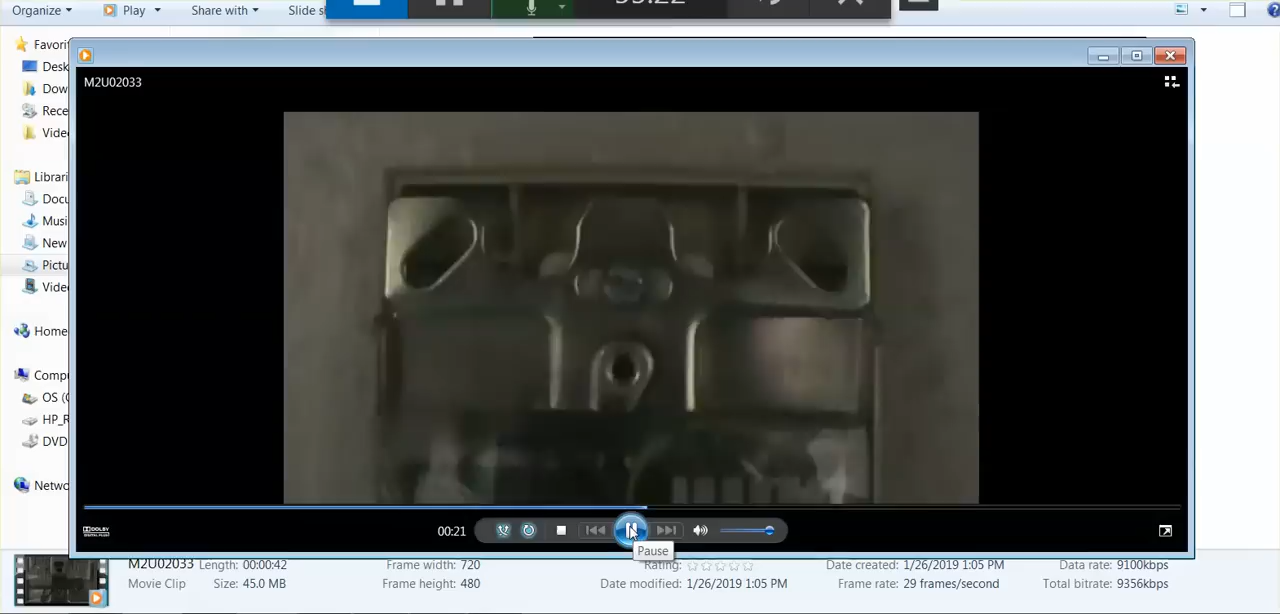 Organize Play Share with Slide s
Favori
Desk
Dow
Rece
Vide
Librari
Docu
Musi
New
Pictu
Vide
Home
Compu
OS (
HP_R
DVD
Netwo
M2U02033
DOLBY
00:21
Pause
M2U02033 Length: 00:00:42 Frame width: 720 Rating: Date created: 1/26/2019 1:05 PM Data rate: 9100kbps
Movie Clip Size: 45.0 MB Frame height: 480 Date modified: 1/26/2019 1:05 PM Frame rate: 29 frames/second Total bitrate: 9356kbps